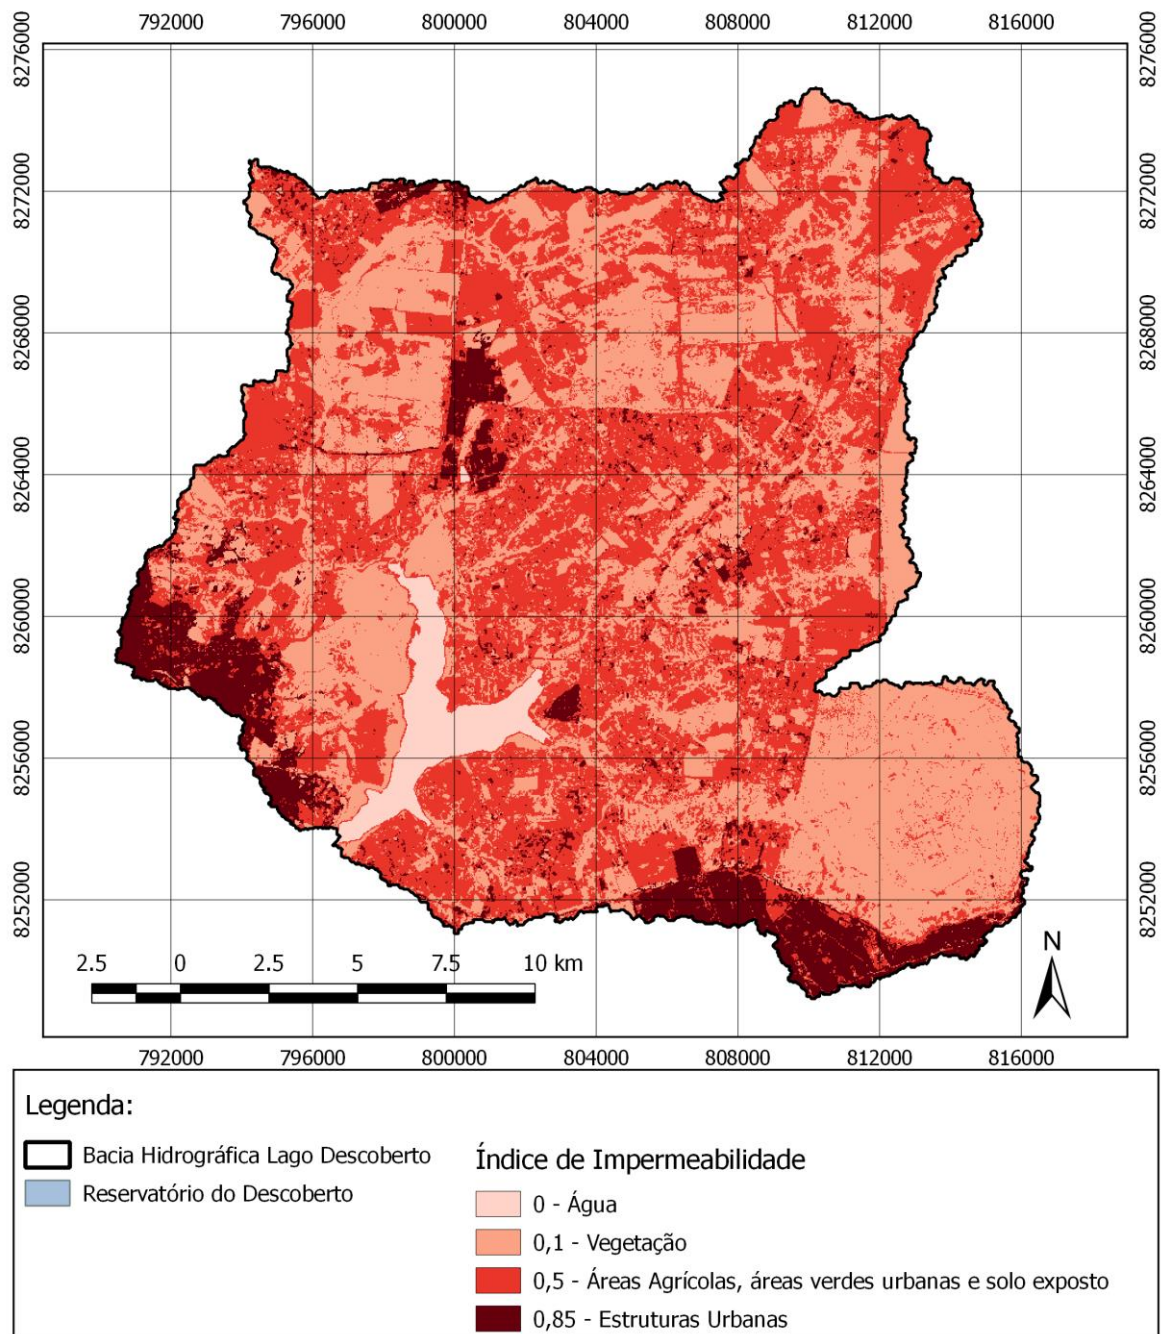 792000 796000 800000 804000 808000 812000 816000
8276000 8276000
8272000 8272000
8268000 8268000
8264000 8264000
8260000 8260000
8256000 8256000
8252000 8252000
2.5 0 2.5 5 7.5 10 km
N
792000 796000 800000 804000 808000 812000 816000
Legenda:
Bacia Hidrográfica Lago Descoberto
Reservatório do Descoberto
Índice de Impermeabilidade
0 - Água
0,1 - Vegetação
0,5 - Áreas Agrícolas, áreas verdes urbanas e solo exposto
0,85 - Estruturas Urbanas